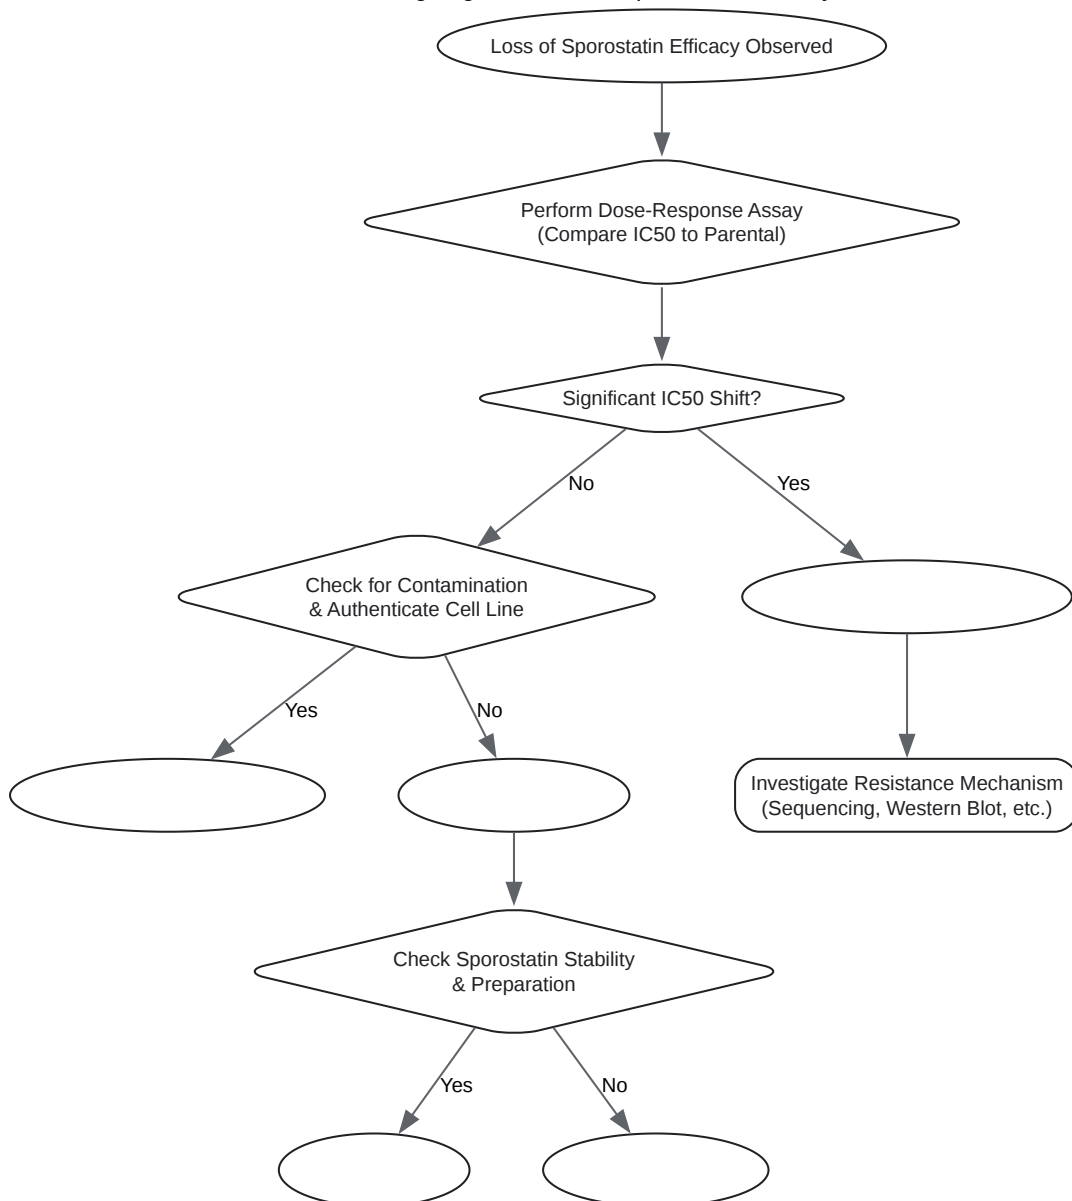 Loss of Sporostatin Efficacy Observed
Perform Dose-Response Assay
(Compare IC50 to Parental)
Significant IC50 Shift?
No
Yes
Check for Contamination
& Authenticate Cell Line
Yes
No
Investigate Resistance Mechanism
(Sequencing, Western Blot, etc.)
Check Sporostatin Stability
& Preparation
Yes
No